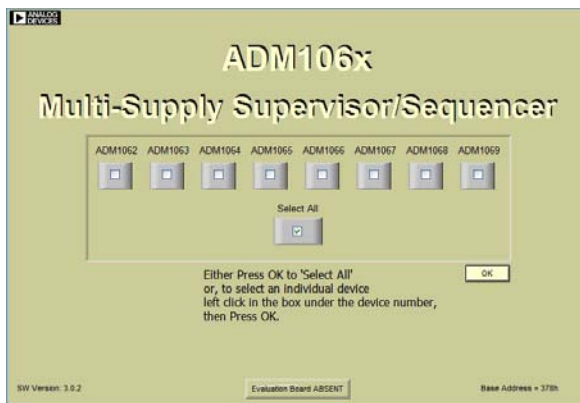 ANALOG
DEVICES
ADM106x
Multi-Supply Supervisor/Sequencer
ADM1062 ADM1063 ADM1064 ADM1065 ADM1066 ADM1067 ADM1068 ADM1069
Select All
Either Press OK to 'Select All'
or, to select an individual device
left click in the box under the device number,
then Press OK.
OK
SW Version: 3.0.2
Evaluation Board ABSENT
Base Address = 378h